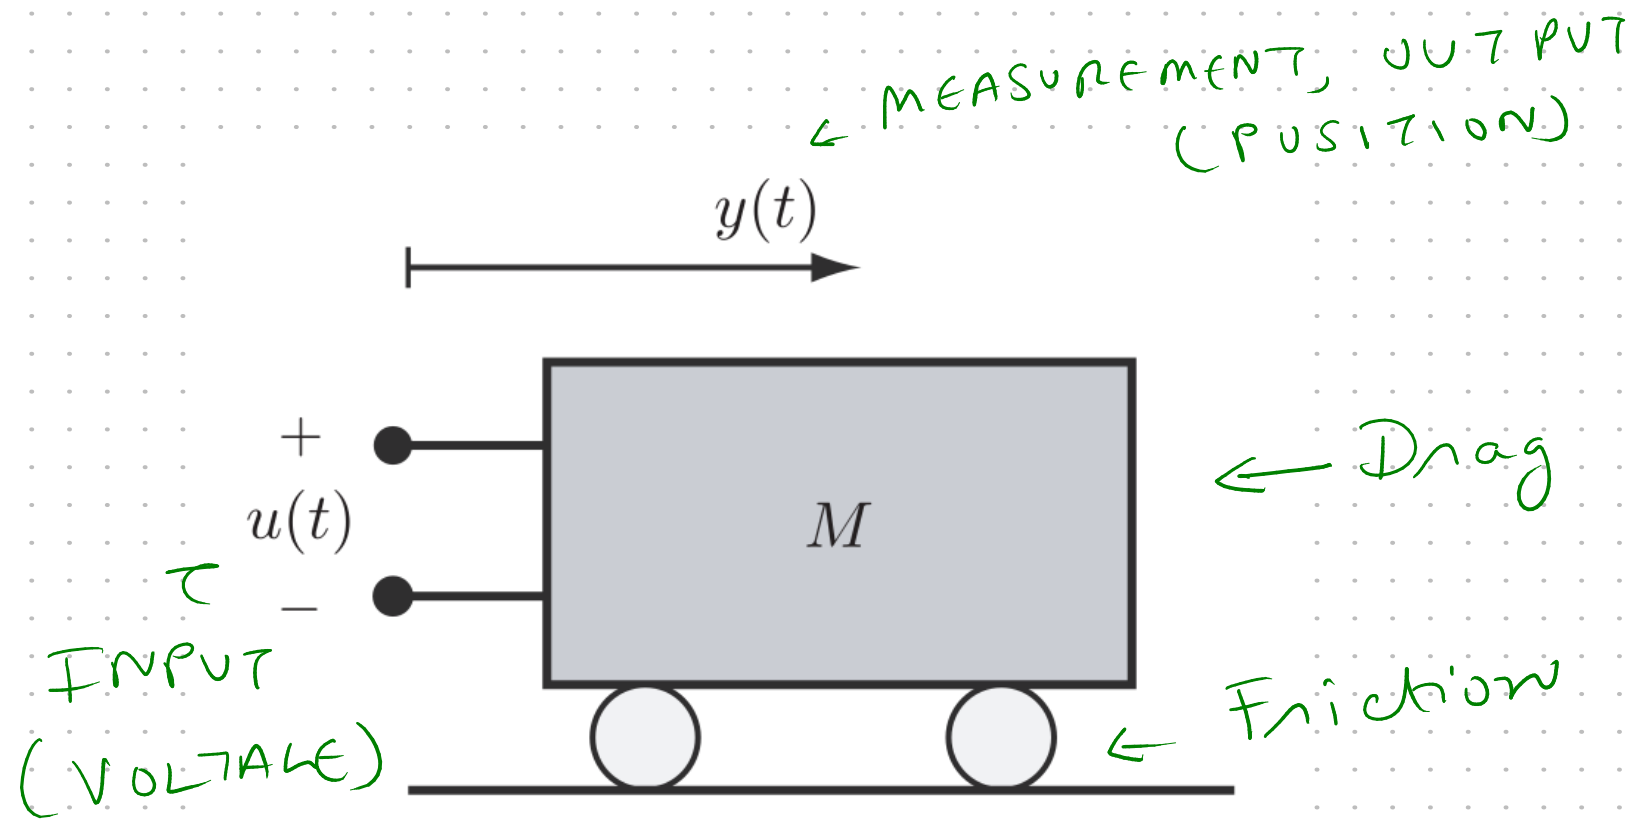 MEASUREMENT, OUTPUT
(POSITION)
y(t)
+
u(t)
−
M
Drag
INPUT
(VOLTAGE)
Friction